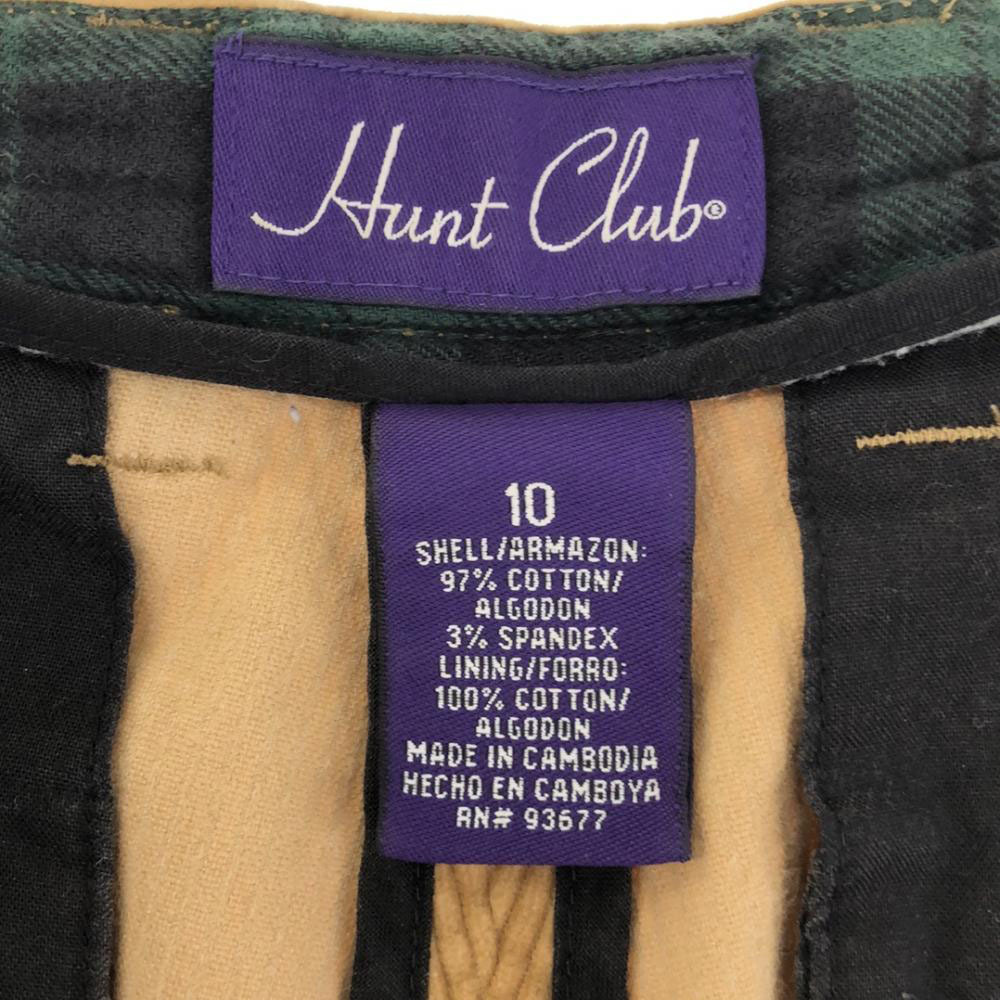 Hunt Club®
10
SHELL/ARMAZON:
97% COTTON/
ALGODON
3% SPANDEX
LINING/FORRO:
100% COTTON/
ALGODON
MADE IN CAMBODIA
HECHO EN CAMBOYA
RN# 93677